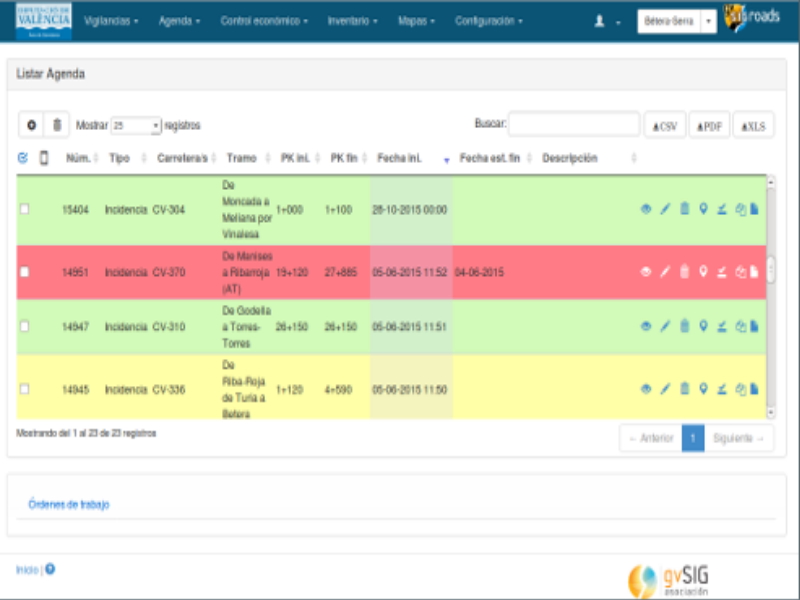 DIPUTACIÓ DE
VALÈNCIA
Vigilancias Agenda Control económico Inventario Mapas Configuración Bétera-Serra gvSIG roads
Listar Agenda
Mostrar 25 registros Buscar: CSV PDF XLS
Núm. Tipo Carretera/s Tramo PK ini. PK fin Fecha ini. Fecha est. fin Descripción
15404 Incidencia CV-304 De Moncada a Meliana por Vinalesa 1+000 1+100 28-10-2015 00:00
14951 Incidencia CV-370 De Manises a Ribarroja (AT) 19+120 27+885 05-06-2015 11:52 04-06-2015
14947 Incidencia CV-310 De Godella a Torres-Torres 26+150 26+150 05-06-2015 11:51
14945 Incidencia CV-336 De Riba-Roja de Turia a Betera 1+120 4+590 05-06-2015 11:50
Mostrando del 1 al 23 de 23 registros
← Anterior 1 Siguiente →
Órdenes de trabajo
Inicio |
gvSIG
asociación